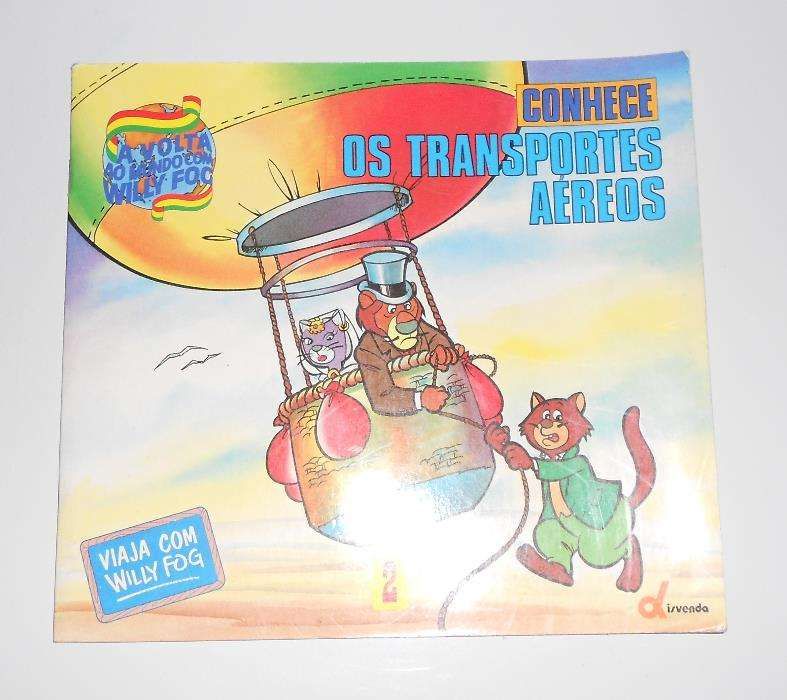 CONHECE
OS TRANSPORTES
AÉREOS
A VOLTA
AO MUNDO COM
WILLY FOG
VIAJA COM
WILLY FOG
2
disvenda